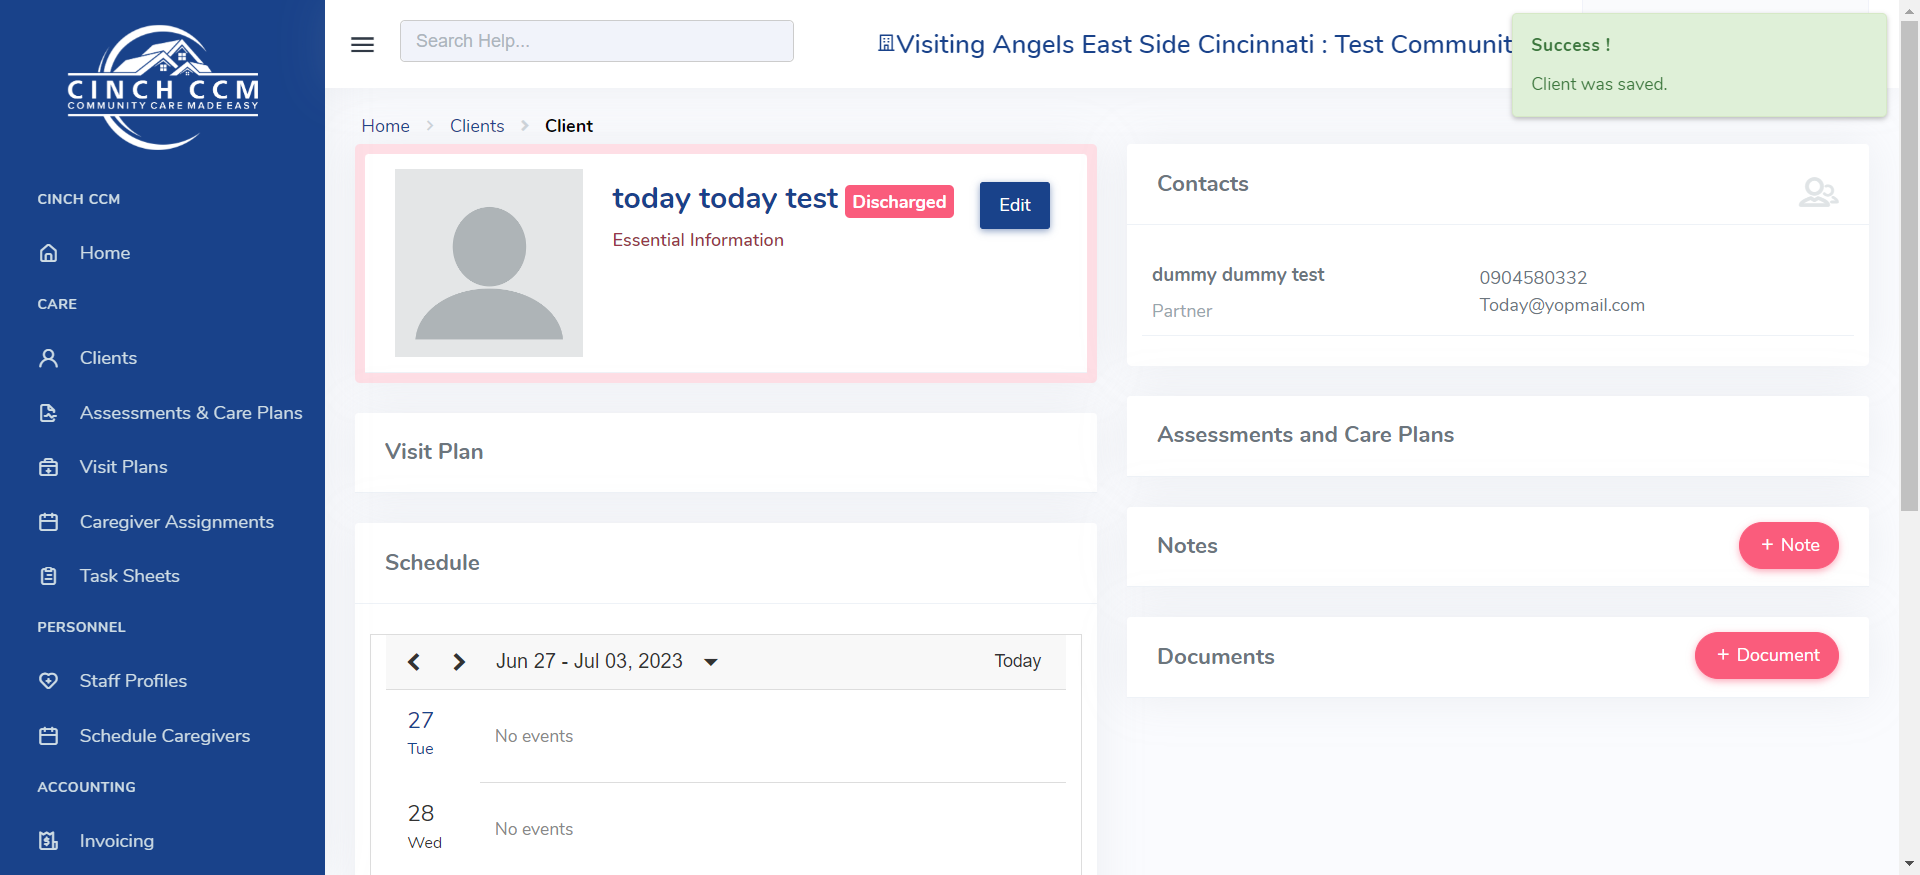 CINCH CCM
COMMUNITY CARE MADE EASY
CINCH CCM
Home
CARE
Clients
Assessments & Care Plans
Visit Plans
Caregiver Assignments
Task Sheets
PERSONNEL
Staff Profiles
Schedule Caregivers
ACCOUNTING
Invoicing
Search Help...
Visiting Angels East Side Cincinnati : Test Communit
Success !
Client was saved.
Home > Clients > Client
today today test Discharged
Edit
Essential Information
Visit Plan
Schedule
Jun 27 - Jul 03, 2023
Today
27
Tue
No events
28
Wed
No events
Contacts
dummy dummy test
Partner
0904580332
Today@yopmail.com
Assessments and Care Plans
Notes
+ Note
Documents
+ Document